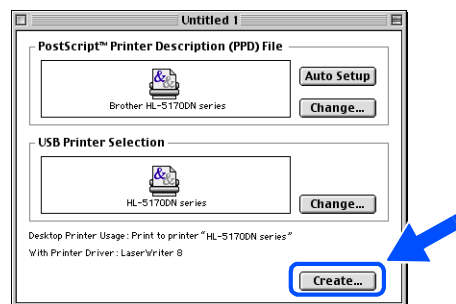 Untitled 1
PostScript™ Printer Description (PPD) File
Auto Setup
Brother HL-5170DN series
Change...
USB Printer Selection
HL-5170DN series
Change...
Desktop Printer Usage: Print to printer "HL-5170DN series"
With Printer Driver: LaserWriter 8
Create...